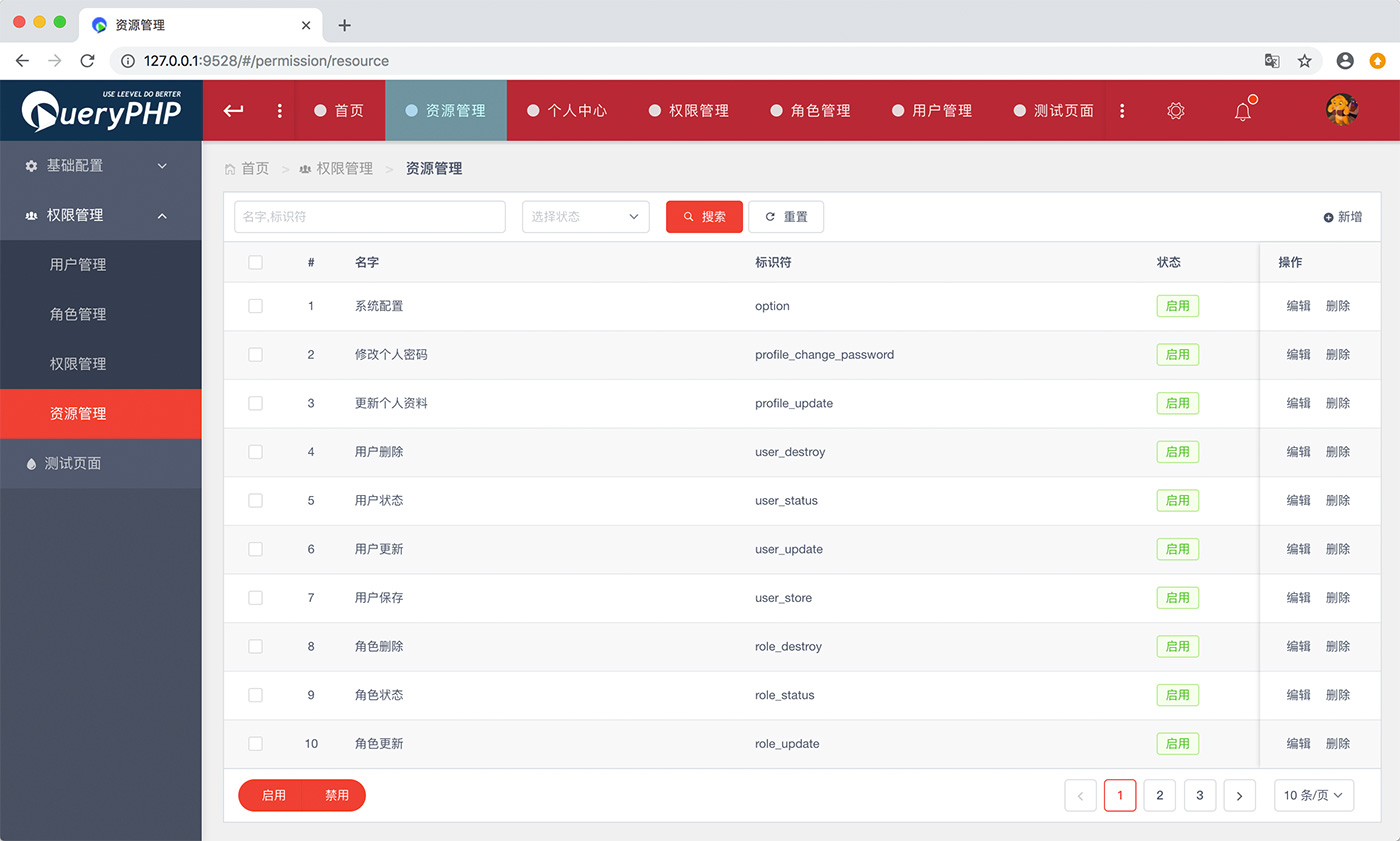 资源管理
127.0.0.1:9528/#/permission/resource
USE LEEVEL DO BERTER
QueryPHP
首页 资源管理 个人中心 权限管理 角色管理 用户管理 测试页面
基础配置
权限管理
用户管理
角色管理
权限管理
资源管理
测试页面
首页 > 权限管理 > 资源管理
名字,标识符 选择状态 搜索 重置 新增
# 名字 标识符 状态 操作
1 系统配置 option 启用 编辑 删除
2 修改个人密码 profile_change_password 启用 编辑 删除
3 更新个人资料 profile_update 启用 编辑 删除
4 用户删除 user_destroy 启用 编辑 删除
5 用户状态 user_status 启用 编辑 删除
6 用户更新 user_update 启用 编辑 删除
7 用户保存 user_store 启用 编辑 删除
8 角色删除 role_destroy 启用 编辑 删除
9 角色状态 role_status 启用 编辑 删除
10 角色更新 role_update 启用 编辑 删除
启用 禁用 < 1 2 3 > 10 条/页